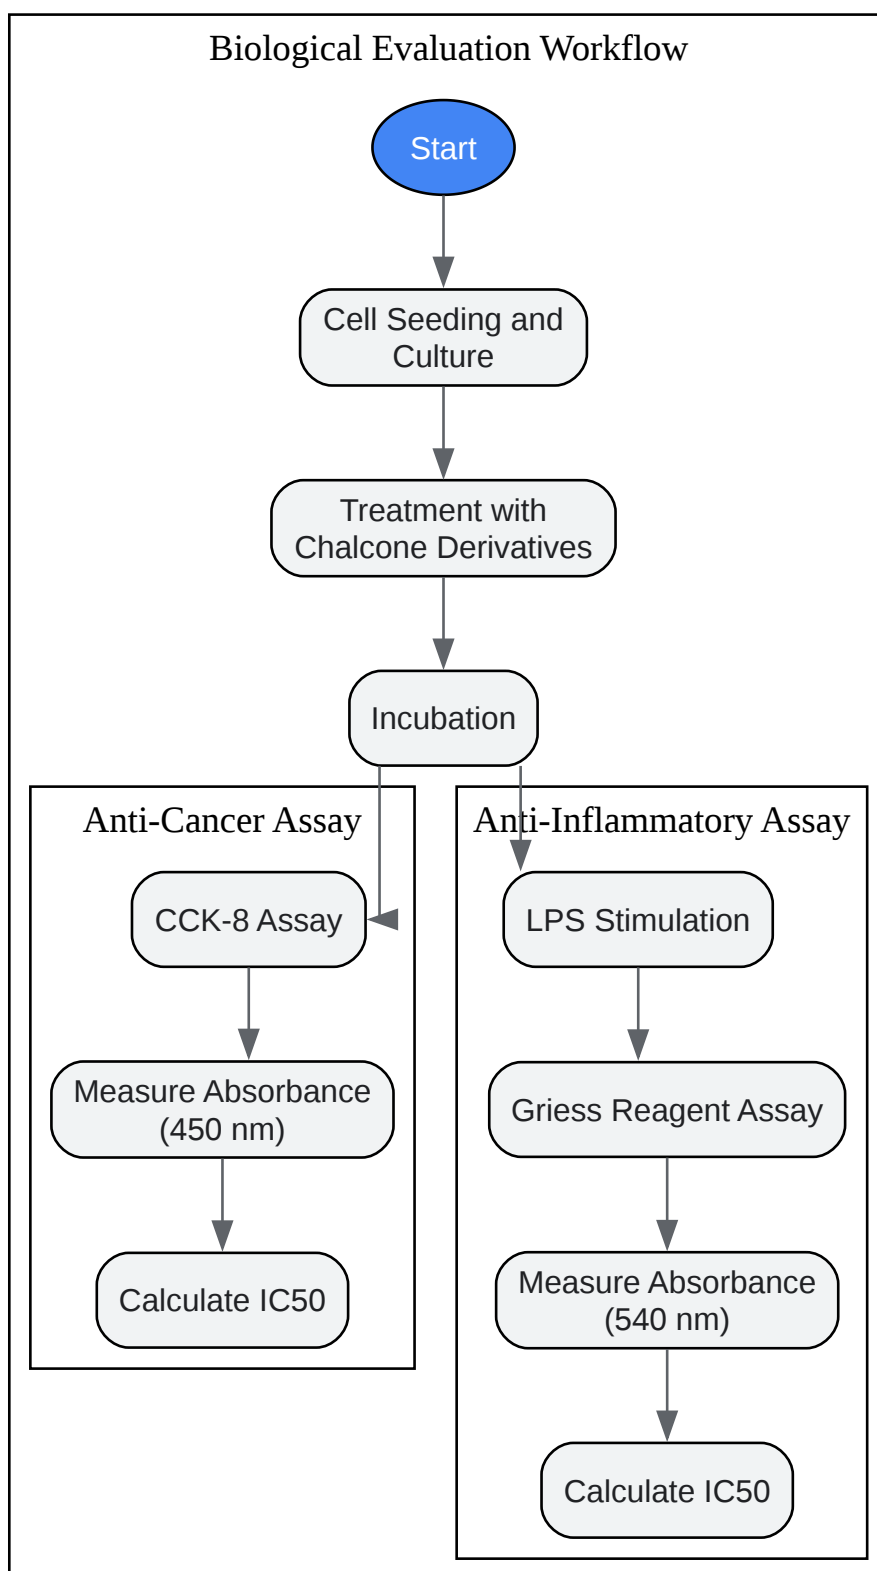 Biological Evaluation Workflow
Start
Cell Seeding and
Culture
Treatment with
Chalcone Derivatives
Incubation
Anti-Cancer Assay
CCK-8 Assay
Measure Absorbance
(450 nm)
Calculate IC50
Anti-Inflammatory Assay
LPS Stimulation
Griess Reagent Assay
Measure Absorbance
(540 nm)
Calculate IC50